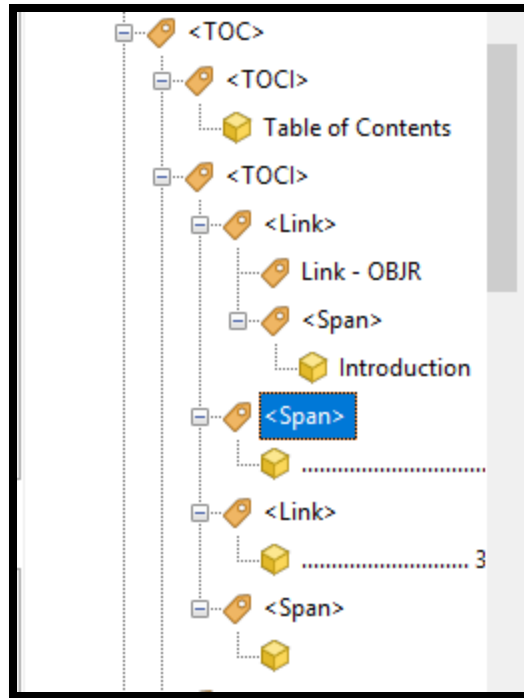 <TOC>
<TOCI>
Table of Contents
<TOCI>
<Link>
Link - OBJR
<Span>
Introduction
<Span>
................................
<Link>
............................ 3
<Span>